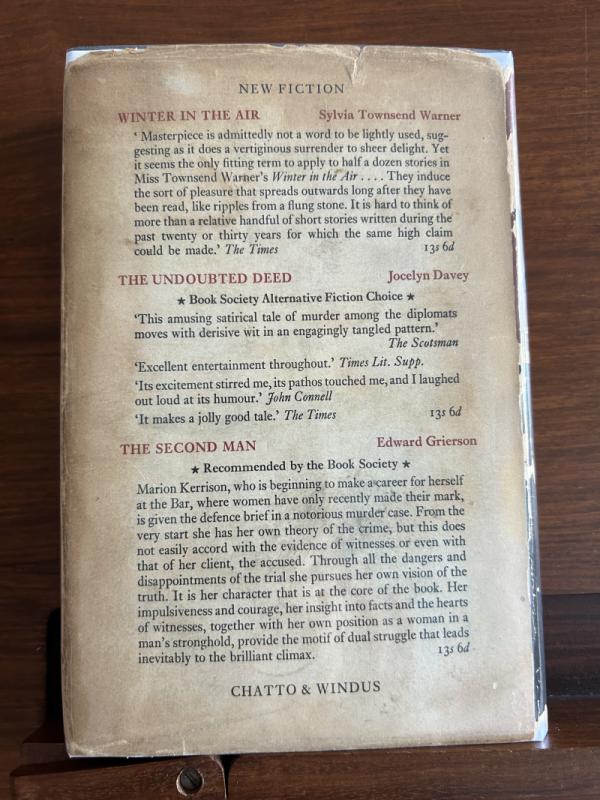 NEW FICTION
WINTER IN THE AIR Sylvia Townsend Warner
‘ Masterpiece is admittedly not a word to be lightly used, sug-
gesting as it does a vertiginous surrender to sheer delight. Yet
it seems the only fitting term to apply to half a dozen stories in
Miss Townsend Warner’s Winter in the Air . . . . They induce
the sort of pleasure that spreads outwards long after they have
been read, like ripples from a flung stone. It is hard to think of
more than a relative handful of short stories written during the
past twenty or thirty years for which the same high claim
could be made.’ The Times 13s 6d
THE UNDOUBTED DEED Jocelyn Davey
★ Book Society Alternative Fiction Choice ★
‘This amusing satirical tale of murder among the diplomats
moves with derisive wit in an engagingly tangled pattern.’
The Scotsman
‘Excellent entertainment throughout.’ Times Lit. Supp.
‘Its excitement stirred me, its pathos touched me, and I laughed
out loud at its humour.’ John Connell
‘It makes a jolly good tale.’ The Times 13s 6d
THE SECOND MAN Edward Grierson
★ Recommended by the Book Society ★
Marion Kerrison, who is beginning to make a career for herself
at the Bar, where women have only recently made their mark,
is given the defence brief in a notorious murder case. From the
very start she has her own theory of the crime, but this does
not easily accord with the evidence of witnesses or even with
that of her client, the accused. Through all the dangers and
disappointments of the trial she pursues her own vision of the
truth. It is her character that is at the core of the book. Her
impulsiveness and courage, her insight into facts and the hearts
of witnesses, together with her own position as a woman in a
man’s stronghold, provide the motif of dual struggle that leads
inevitably to the brilliant climax. 13s 6d
CHATTO & WINDUS